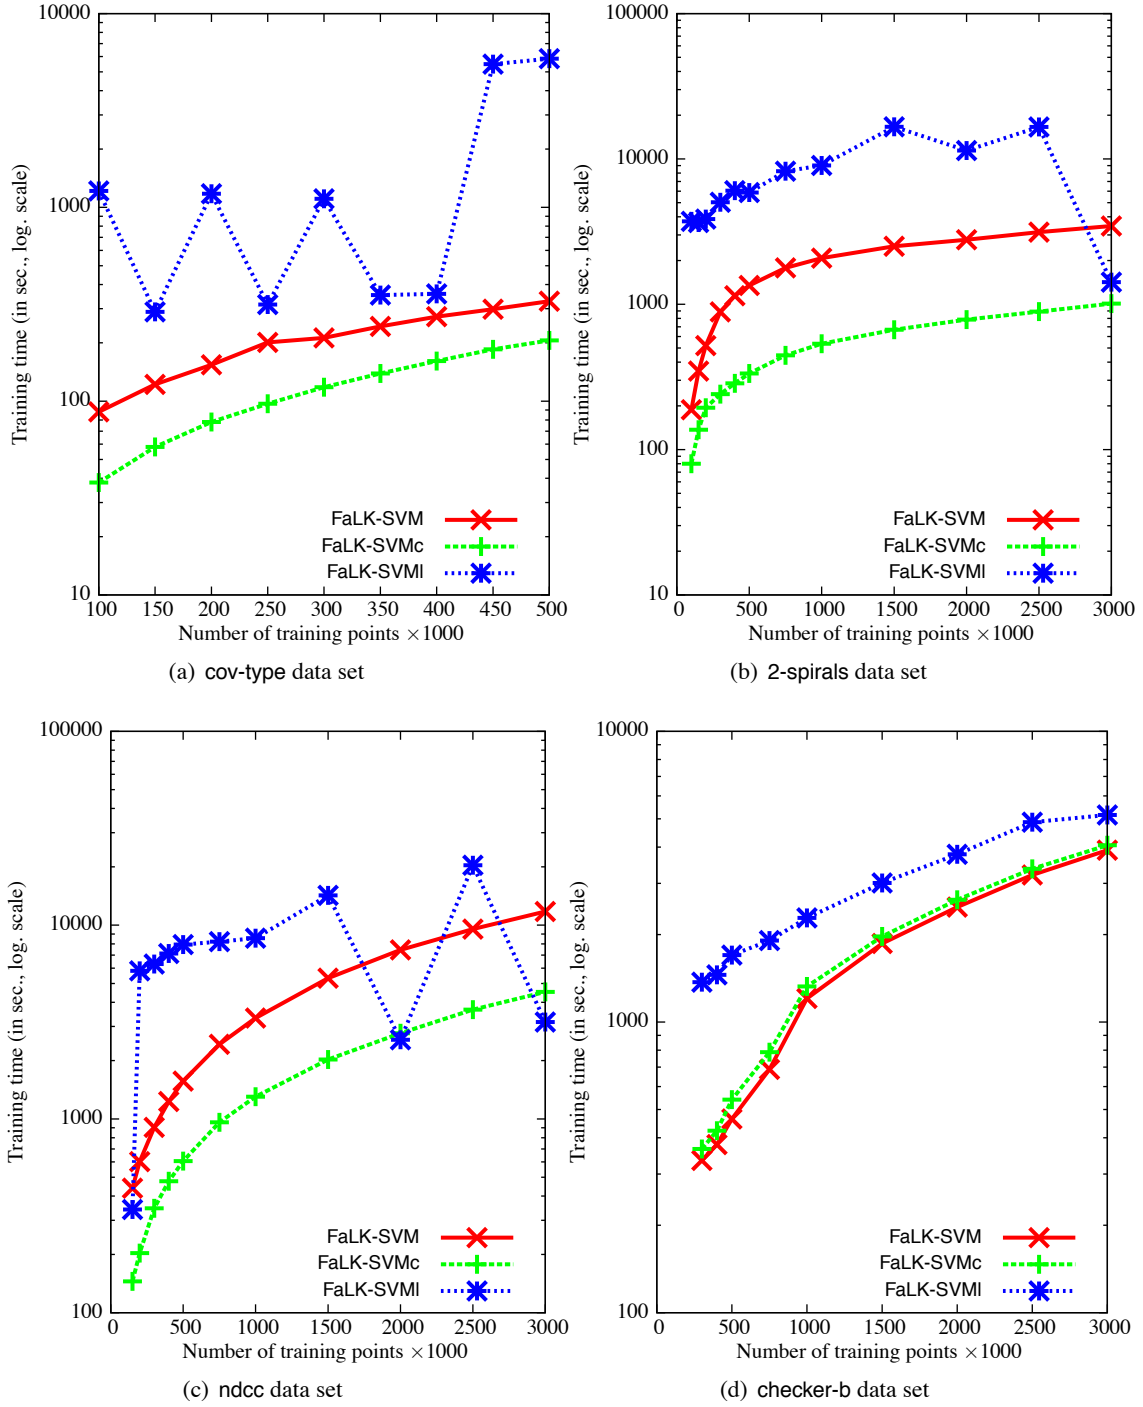 10000
1000
100
10
Training time (in sec., log. scale)
FaLK-SVM
FaLK-SVMc
FaLK-SVMl
100 150 200 250 300 350 400 450 500
Number of training points ×1000
(a) cov-type data set
100000
10000
1000
100
10
Training time (in sec., log. scale)
FaLK-SVM
FaLK-SVMc
FaLK-SVMl
0 500 1000 1500 2000 2500 3000
Number of training points ×1000
(b) 2-spirals data set
100000
10000
1000
100
Training time (in sec., log. scale)
FaLK-SVM
FaLK-SVMc
FaLK-SVMl
0 500 1000 1500 2000 2500 3000
Number of training points ×1000
(c) ndcc data set
10000
1000
100
Training time (in sec., log. scale)
FaLK-SVM
FaLK-SVMc
FaLK-SVMl
0 500 1000 1500 2000 2500 3000
Number of training points ×1000
(d) checker-b data set